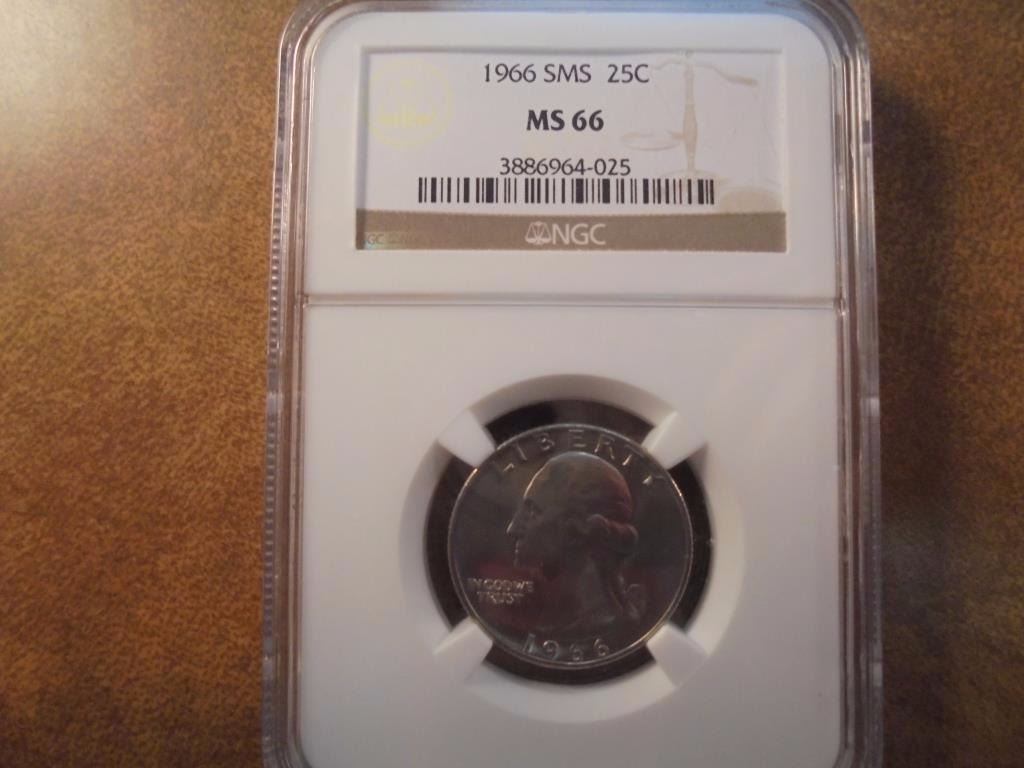 1966 SMS 25C
MS 66
3886964-025
NGC
LIBERTY
IN GOD WE
TRUST
1966